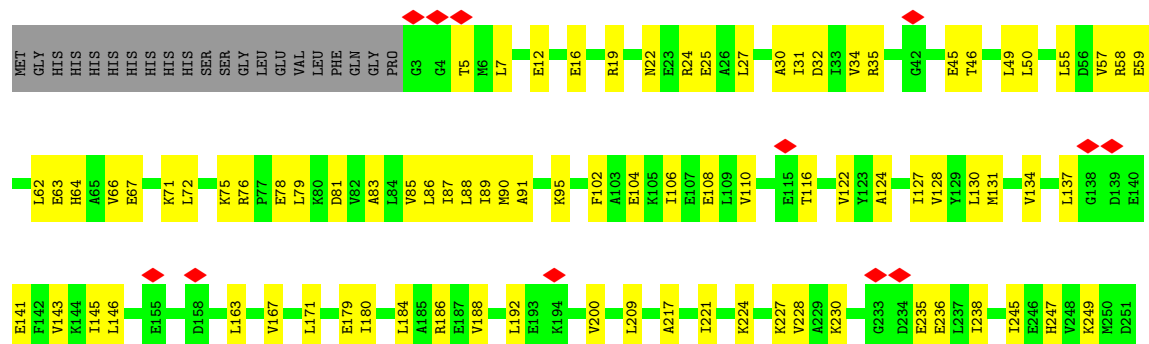 MET GLY HIS HIS HIS HIS HIS HIS HIS HIS HIS HIS SER SER GLY LEU GLU VAL LEU PHE GLN GLY PRO G3 G4 T5 M6 L7 E12 E16 R19 N22 E23 R24 E25 A26 L27 A30 I31 D32 I33 V34 R35 G42 E45 T46 L49 L50 L55 D56 V57 R58 E59
L62 E63 H64 A65 V66 E67 K71 L72 K75 R76 P77 E78 L79 K80 D81 V82 A83 L84 V85 L86 I87 L88 I89 M90 A91 K95 F102 A103 E104 K105 I106 E107 E108 L109 V110 E115 T116 V122 Y123 A124 I127 V128 Y129 L130 M131 V134 L137 G138 D139 E140
E141 F142 V143 K144 I145 L146 E155 D158 L163 V167 L171 E179 I180 L184 A185 R186 E187 V188 L192 E193 K194 V200 L209 A217 I221 K224 K227 V228 A229 K230 G233 D234 E235 E236 L237 I238 I245 E246 H247 V248 K249 M250 D251